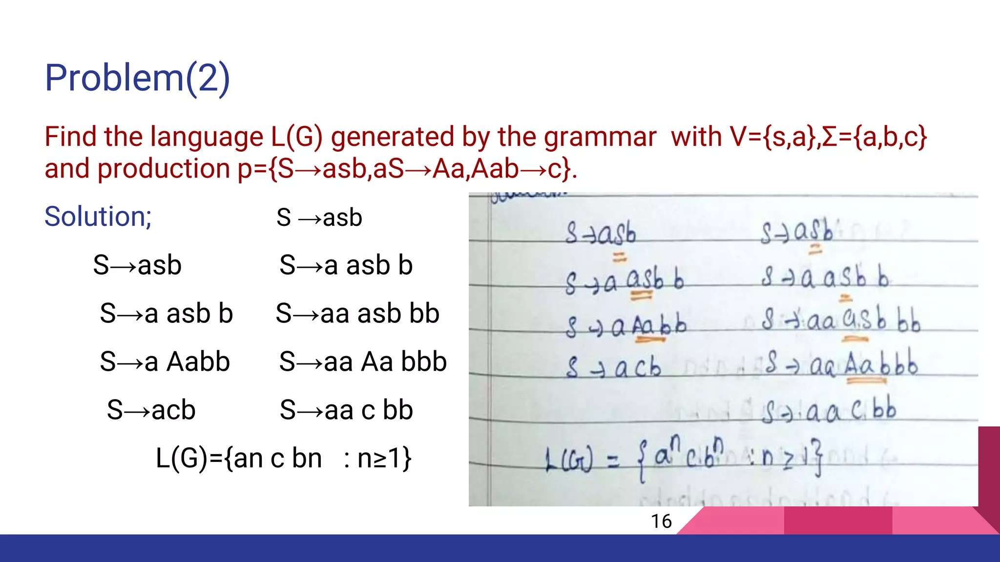 Problem(2)
Find the language L(G) generated by the grammar with V={s,a},Σ={a,b,c}
and production p={S→asb,aS→Aa,Aab→c}.
Solution; S →asb
S→asb S→a asb b
S→a asb b S→aa asb bb
S→a Aabb S→aa Aa bbb
S→acb S→aa c bb
L(G)={an c bn : n≥1}
S→asb S→asb
S→a asb b S→a asb b
S→a Aabb S→aa asb bb
S→acb S→aa Aabbb
S→aa c bb
L(G) = {aⁿ c bⁿ : n≥1}
16